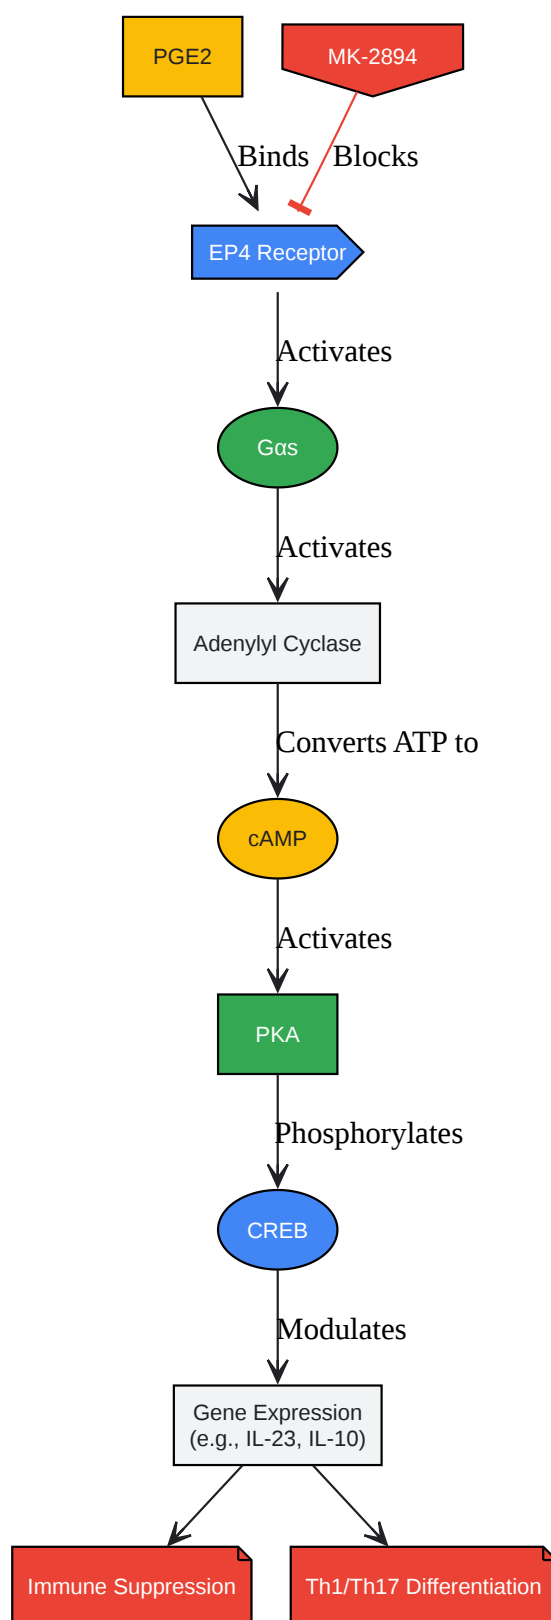 PGE2
MK-2894
Binds
Blocks
EP4 Receptor
Activates
Gαs
Activates
Adenylyl Cyclase
Converts ATP to
cAMP
Activates
PKA
Phosphorylates
CREB
Modulates
Gene Expression
(e.g., IL-23, IL-10)
Immune Suppression
Th1/Th17 Differentiation